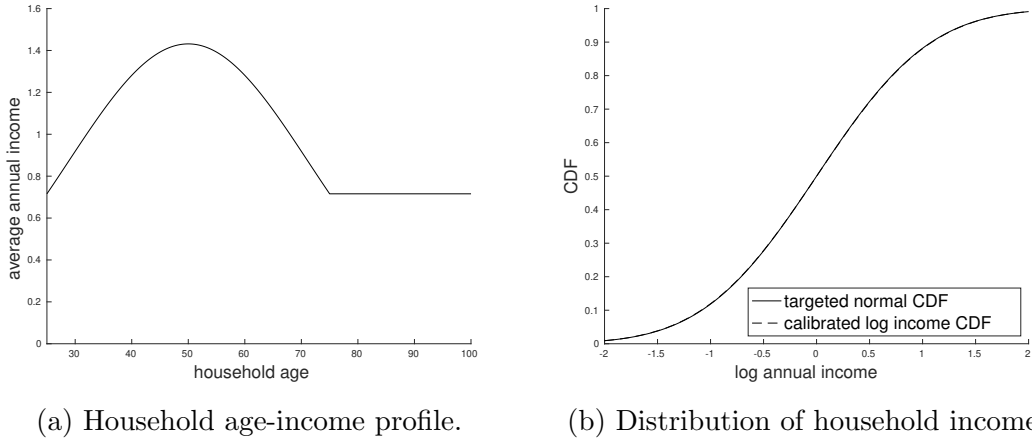 1.6
1.4
1.2
1
0.8
0.6
0.4
0.2
0
average annual income
30 40 50 60 70 80 90 100
household age
1
0.9
0.8
0.7
0.6
0.5
0.4
0.3
0.2
0.1
0
CDF
targeted normal CDF
calibrated log income CDF
-2 -1.5 -1 -0.5 0 0.5 1 1.5 2
log annual income
(a) Household age-income profile.
(b) Distribution of household income